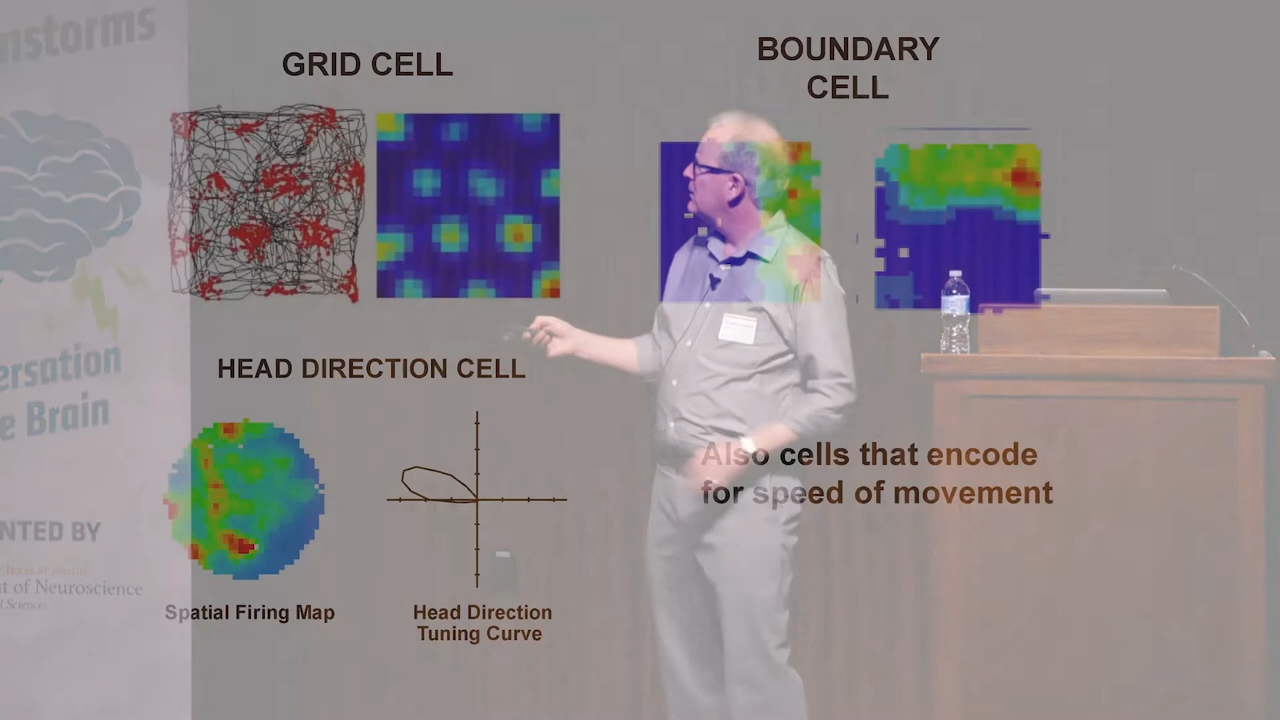 nstorms
ersation
e Brain
NTED BY
t of Neuroscience
GRID CELL
BOUNDARY
CELL
HEAD DIRECTION CELL
Also cells that encode
for speed of movement
Spatial Firing Map
Head Direction
Tuning Curve